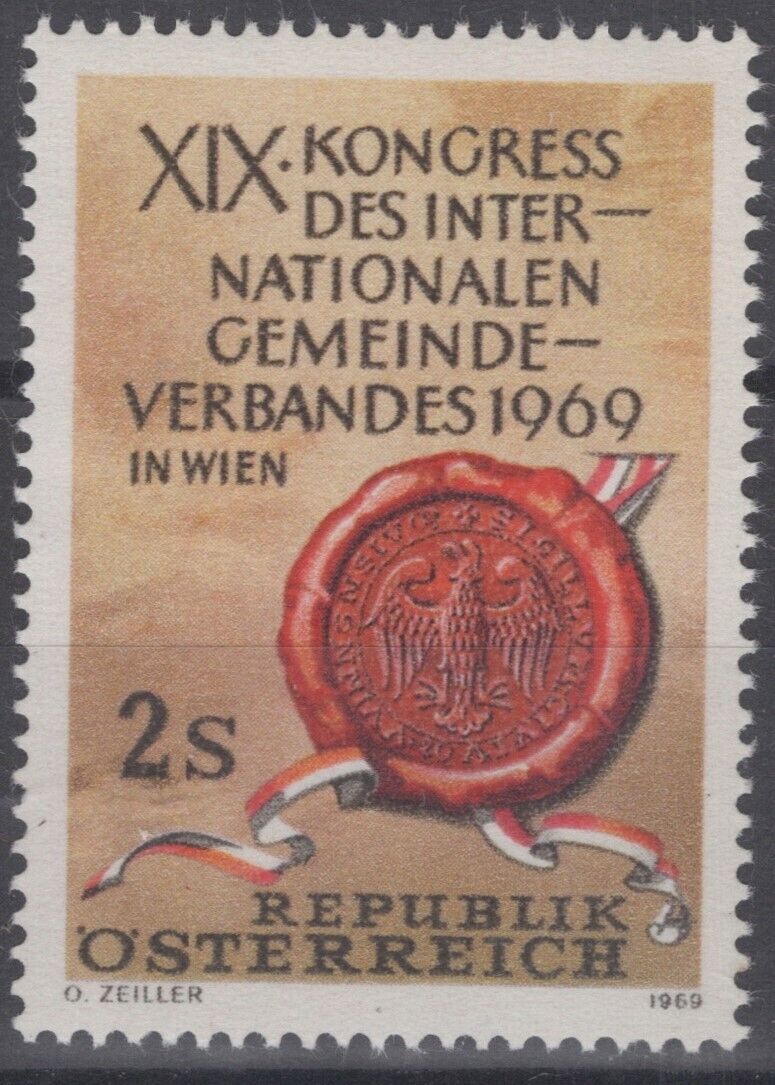 XIX. KONGRESS
DES INTER—
NATIONALEN
GEMEINDE—
VERBANDES 1969
IN WIEN
2S
REPUBLIK
ÖSTERREICH
O. ZEILLER
1969